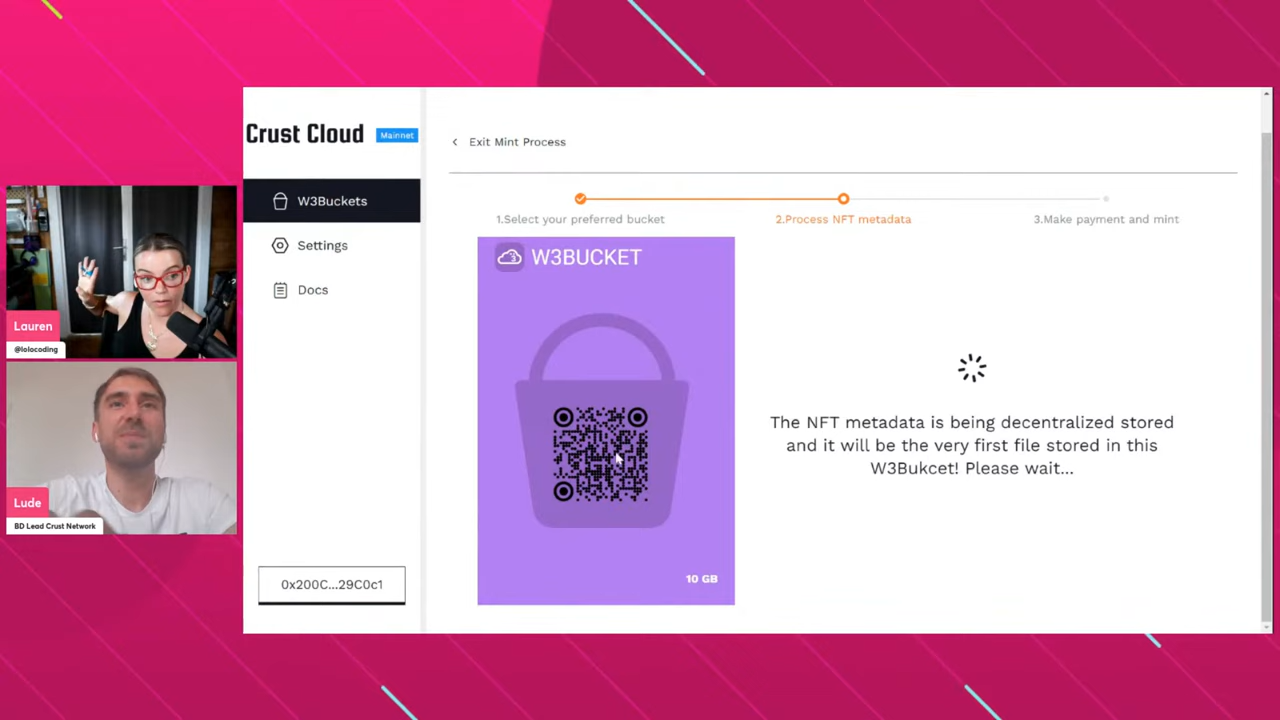 Crust Cloud
Mainnet
W3Buckets
Settings
Docs
0x200C...29C0c1
Exit Mint Process
1.Select your preferred bucket
2.Process NFT metadata
3.Make payment and mint
W3BUCKET
10 GB
The NFT metadata is being decentralized stored
and it will be the very first file stored in this
W3Bukcet! Please wait...
Lauren
@lolocoding
Lude
BD Lead Crust Network